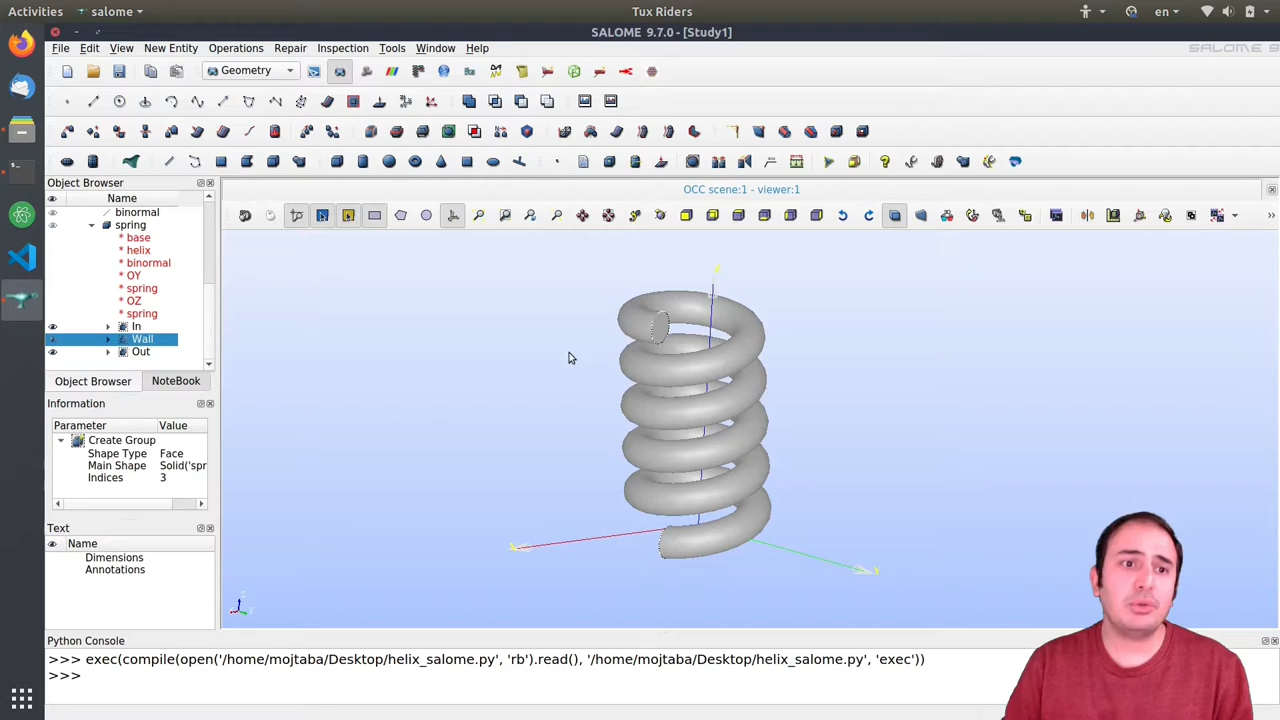 Activities salome Tux Riders en
SALOME 9.7.0 - [Study1]
File Edit View New Entity Operations Repair Inspection Tools Window Help
SALOME 9
Geometry
Object Browser
OCC scene:1 - viewer:1
Name
binormal
spring
* base
* helix
* binormal
* OY
* spring
* OZ
* spring
In
Wall
Out
Object Browser NoteBook
Information
Parameter Value
Create Group
Shape Type Face
Main Shape Solid('spr
Indices 3
Text
Name
Dimensions
Annotations
X
Y
Python Console
>>> exec(compile(open('/home/mojtaba/Desktop/helix_salome.py', 'rb').read(), '/home/mojtaba/Desktop/helix_salome.py', 'exec'))
>>>